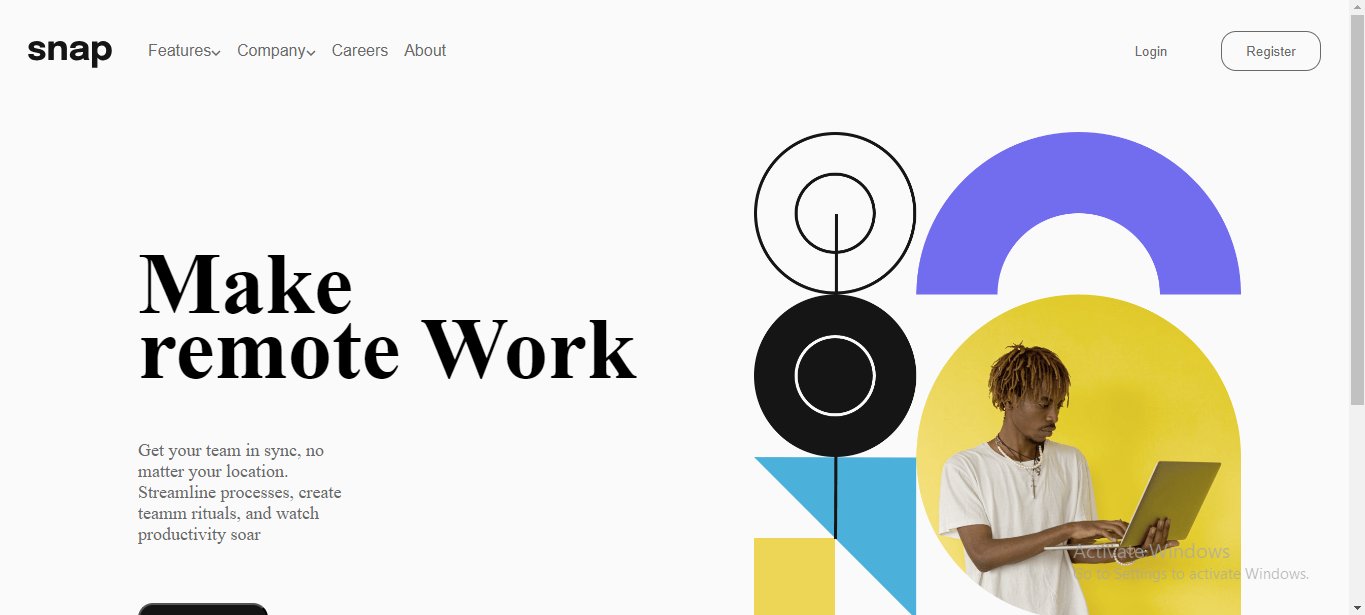 snap Features Company Careers About Login Register
Make
remote Work
Get your team in sync, no
matter your location.
Streamline processes, create
teamm rituals, and watch
productivity soar
Activate Windows
Go to Settings to activate Windows.